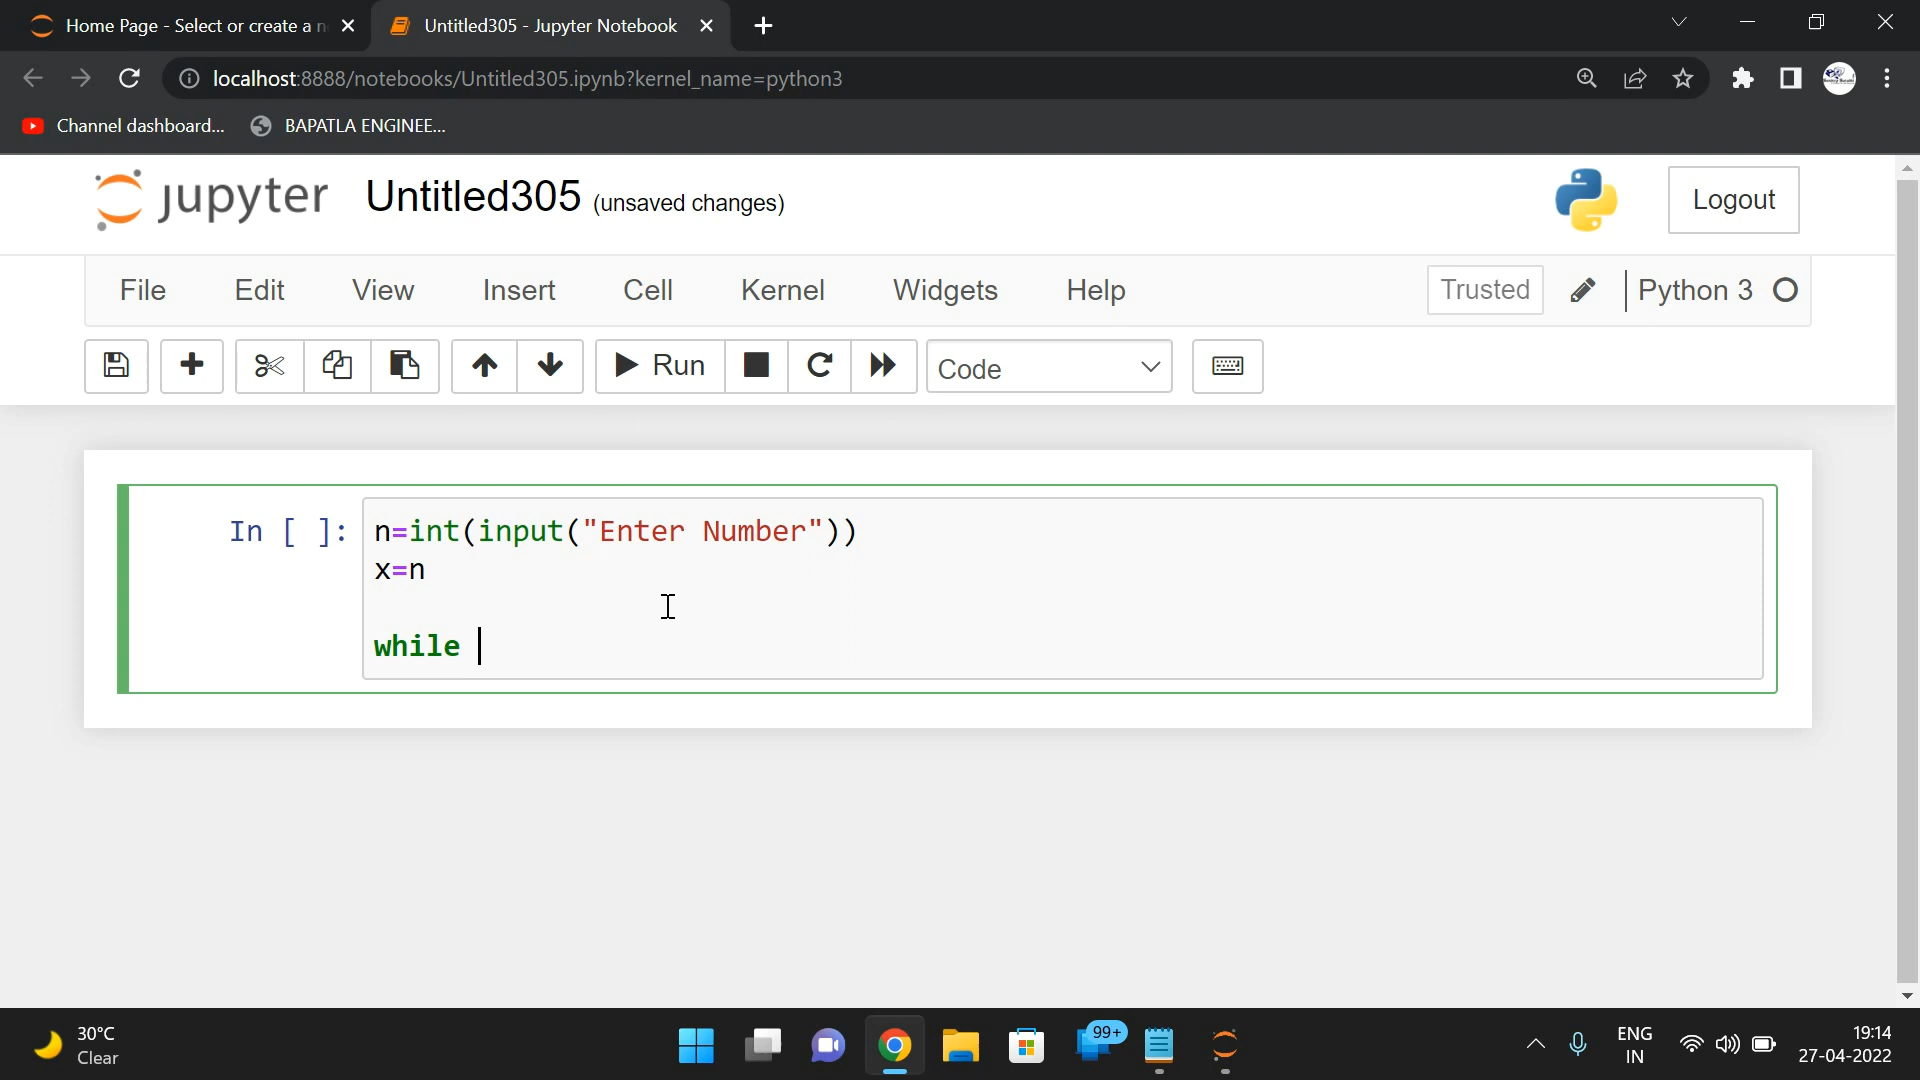 Home Page - Select or create a n
Untitled305 - Jupyter Notebook
localhost:8888/notebooks/Untitled305.ipynb?kernel_name=python3
Channel dashboard...
BAPATLA ENGINEE...
jupyter
Untitled305 (unsaved changes)
Logout
File Edit View Insert Cell Kernel Widgets Help
Trusted
Python 3
Run
Code
In [ ]:
n=int(input("Enter Number"))
x=n
while
30°C
Clear
99+
ENG
IN
19:14
27-04-2022